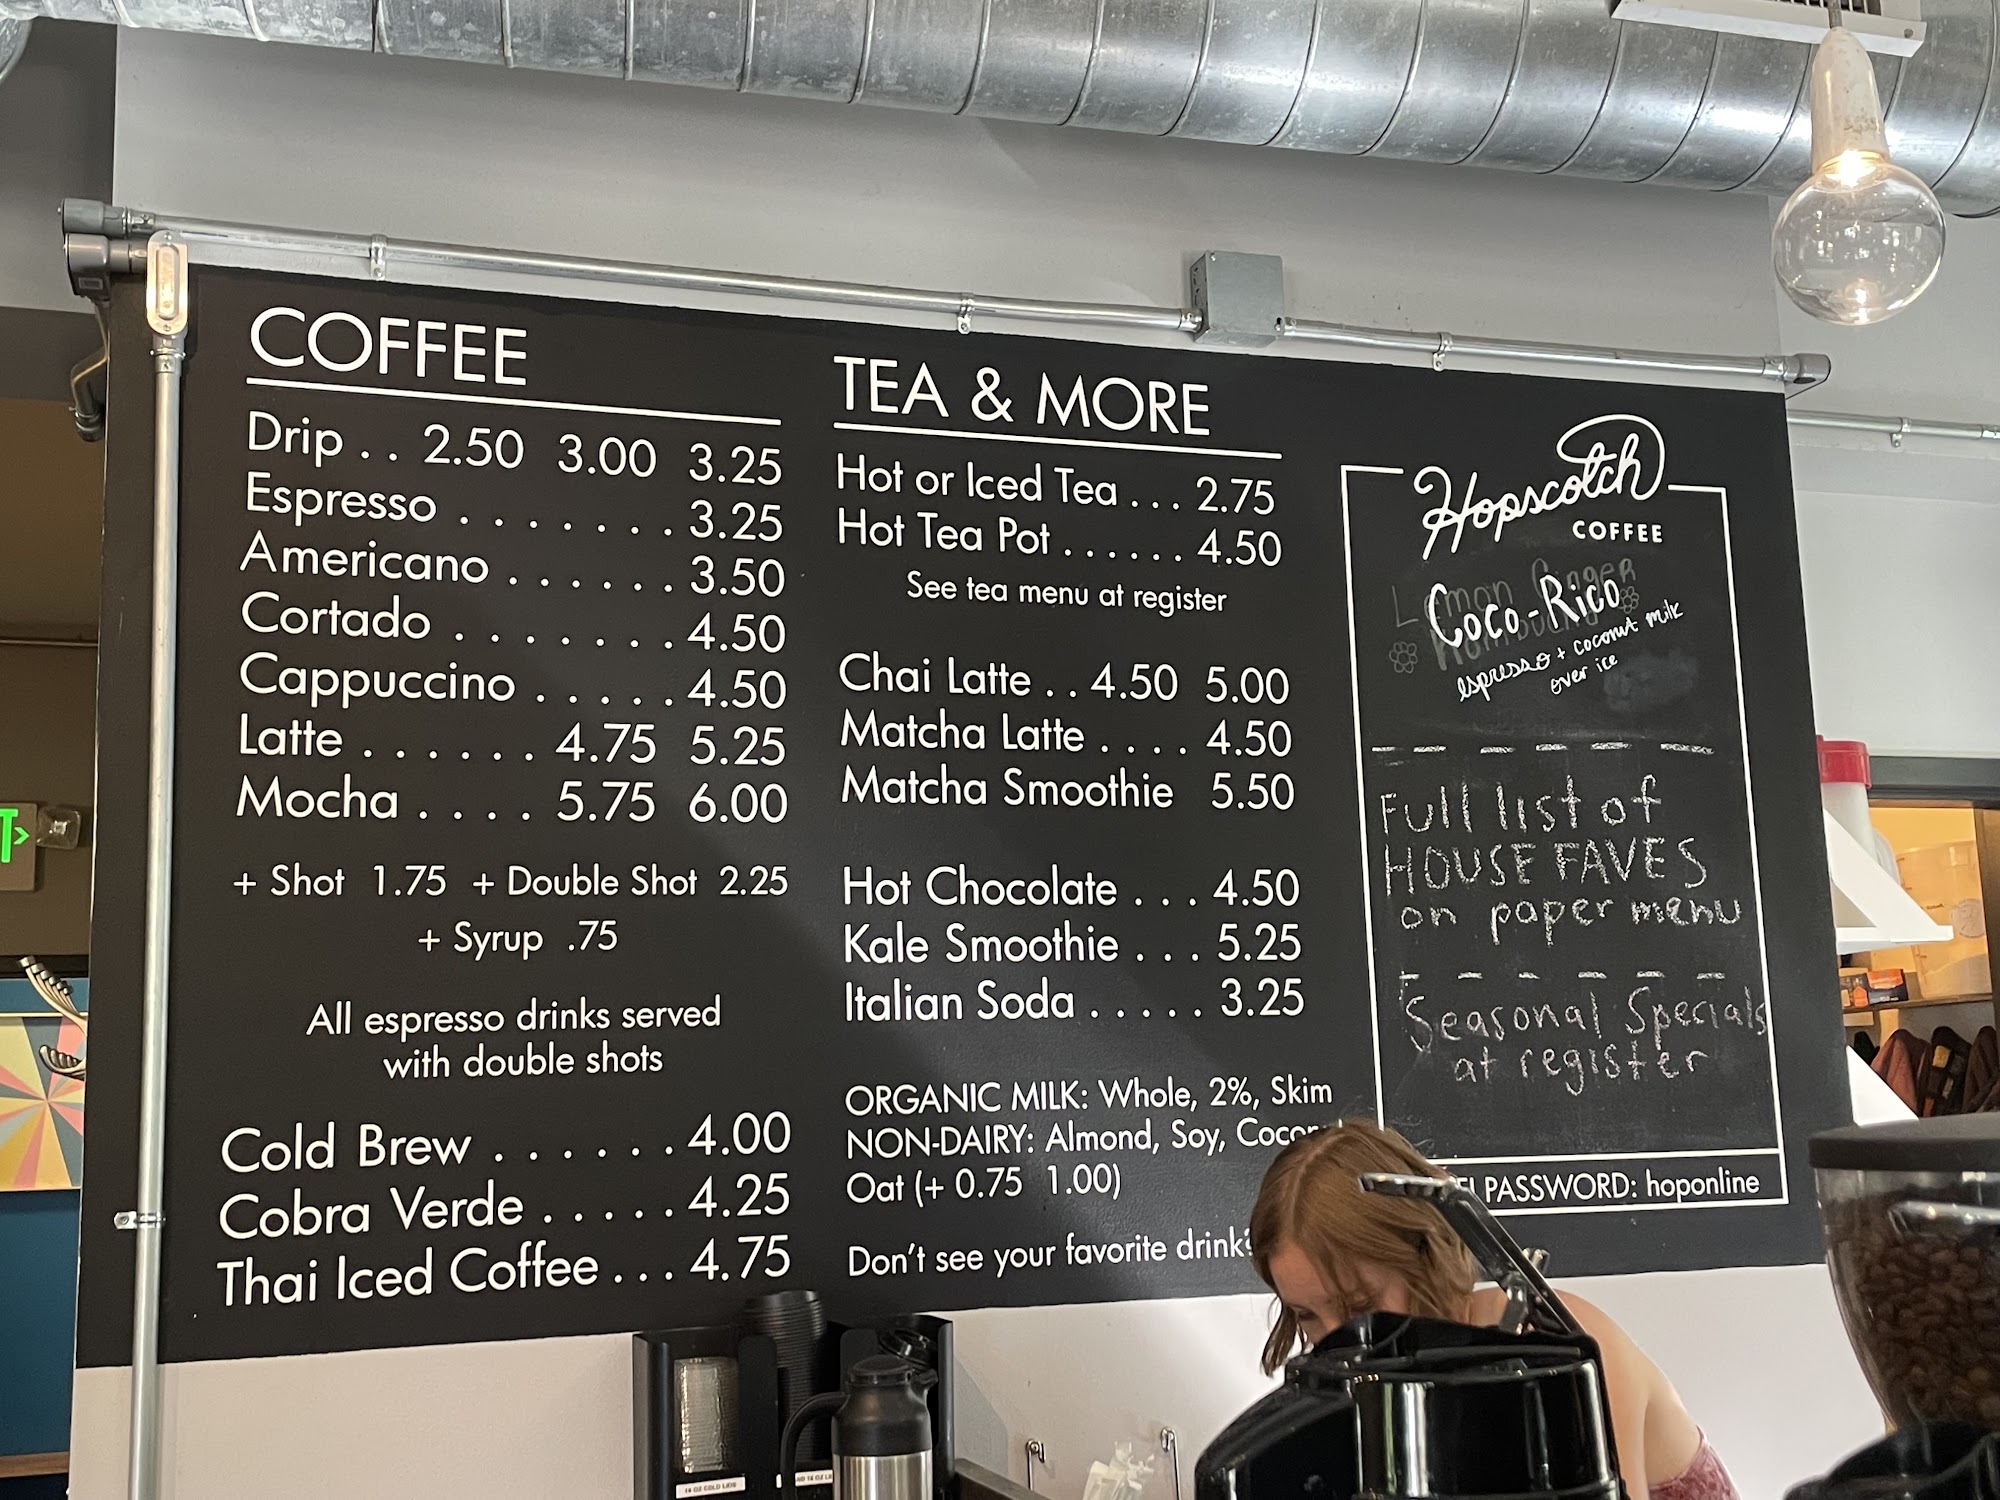 COFFEE
Drip . . 2.50 3.00 3.25
Espresso . . . . . . . 3.25
Americano . . . . . . 3.50
Cortado . . . . . . . 4.50
Cappuccino . . . . . 4.50
Latte . . . . . . 4.75 5.25
Mocha . . . . 5.75 6.00
+ Shot 1.75 + Double Shot 2.25
+ Syrup .75
All espresso drinks served
with double shots
Cold Brew . . . . . . 4.00
Cobra Verde . . . . . 4.25
Thai Iced Coffee . . . 4.75
TEA & MORE
Hot or Iced Tea . . . 2.75
Hot Tea Pot . . . . . . 4.50
See tea menu at register
Chai Latte . . 4.50 5.00
Matcha Latte . . . . 4.50
Matcha Smoothie 5.50
Hot Chocolate . . . 4.50
Kale Smoothie . . . 5.25
Italian Soda . . . . . 3.25
ORGANIC MILK: Whole, 2%, Skim
NON-DAIRY: Almond, Soy,
Oat (+ 0.75 1.00)
Don't see your favorite drink?
Hopscotch
COFFEE
Lemon Ginger
Coco-Rico
espresso + coconut milk
over ice
Full list of
HOUSE FAVES
on paper menu
Seasonal Specials
at register
PASSWORD: hoponline
16 OZ COLD LIDS